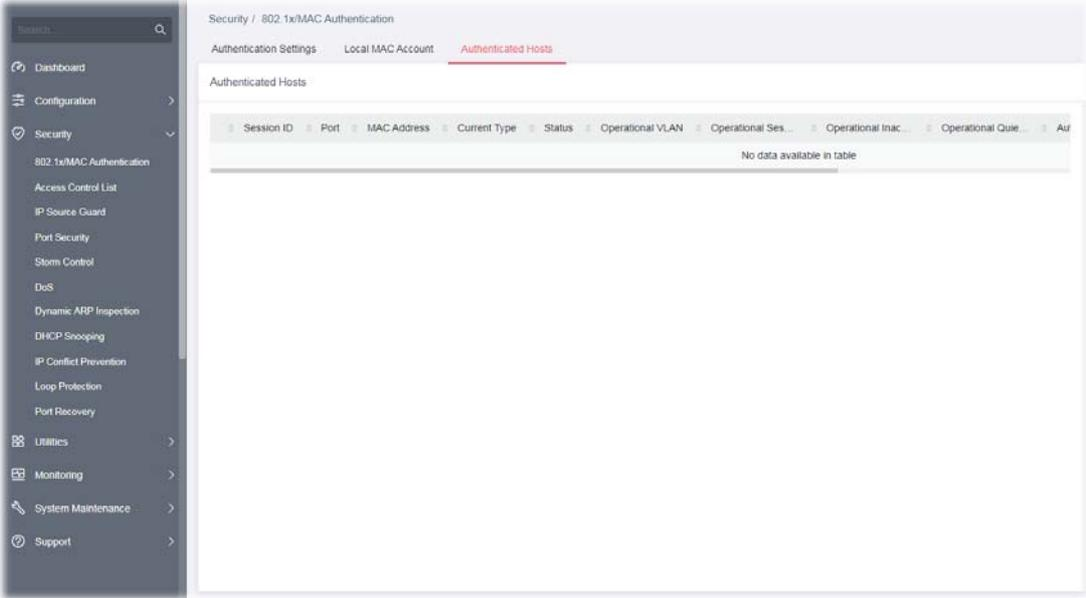 Search...
Dashboard
Configuration
Security
802.1x/MAC Authentication
Access Control List
IP Source Guard
Port Security
Storm Control
DoS
Dynamic ARP Inspection
DHCP Snooping
IP Conflict Prevention
Loop Protection
Port Recovery
Utilities
Monitoring
System Maintenance
Support
Security / 802.1x/MAC Authentication
Authentication Settings Local MAC Account Authenticated Hosts
Authenticated Hosts
Session ID Port MAC Address Current Type Status Operational VLAN Operational Ses... Operational Inac... Operational Quie... Aut
No data available in table